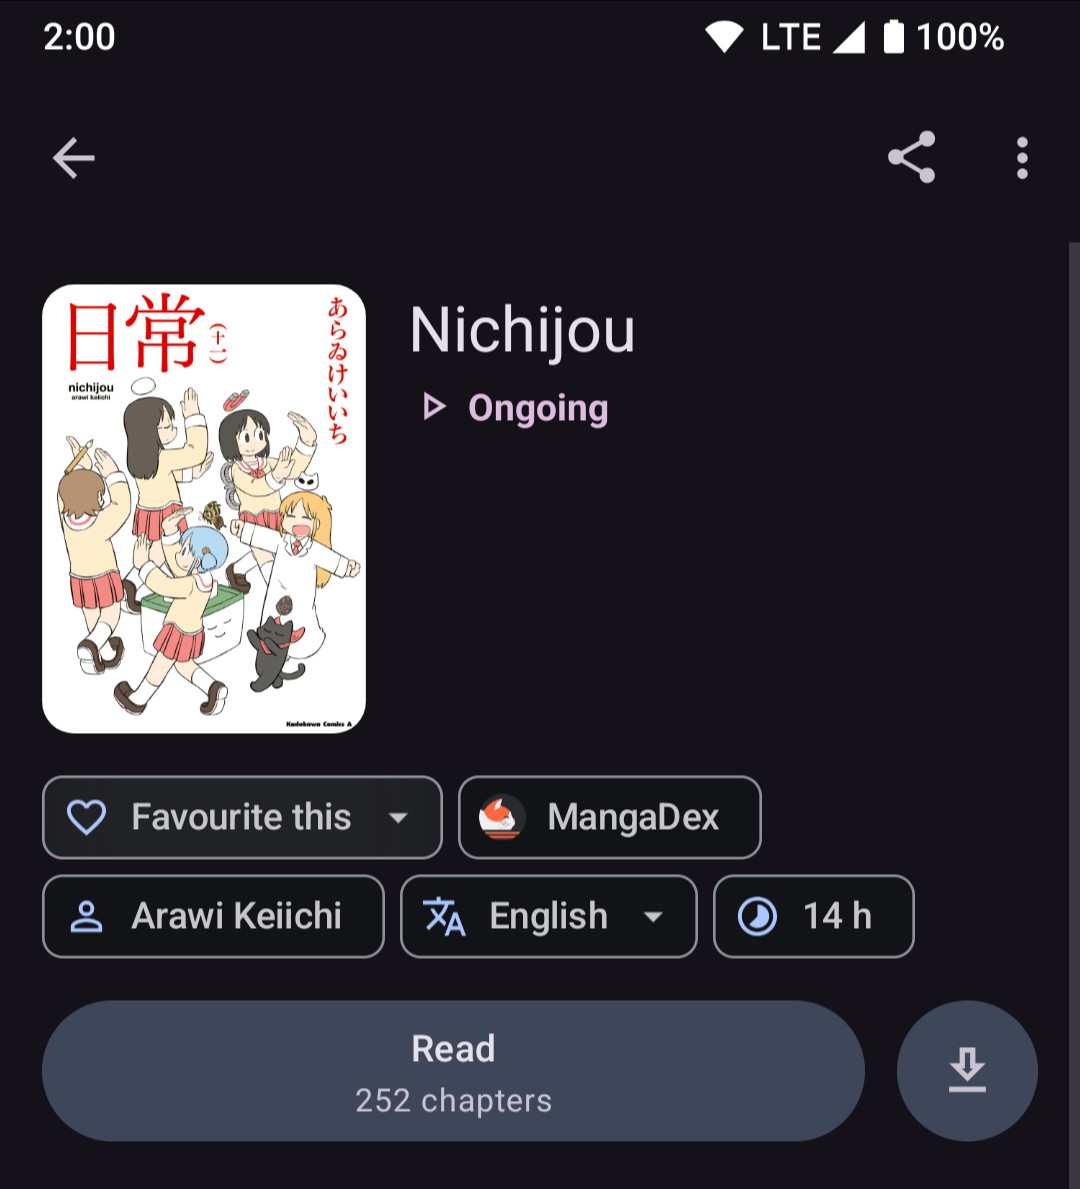 2:00
LTE 100%
日常
(十一)
あらゐけいいち
nichijou
arawi keiichi
Kadokawa Comics A
Nichijou
Ongoing
Favourite this
MangaDex
Arawi Keiichi
English
14 h
Read
252 chapters